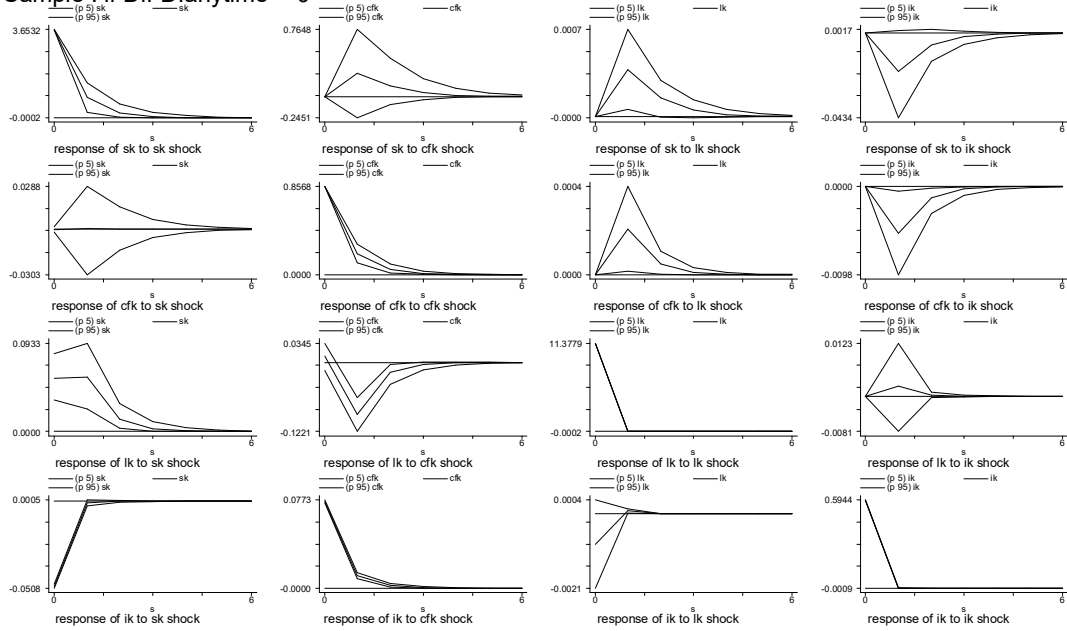 (p 5) sk sk (p 5) cfk cfk (p 5) lk lk (p 5) ik ik
(p 95) sk (p 95) cfk (p 95) lk (p 95) ik
3.6532 0.7648 0.0007 0.0017
-0.0002 -0.2451 -0.0000 -0.0434
0 6 0 6 0 6 0 6
s s s s
response of sk to sk shock response of sk to cfk shock response of sk to lk shock response of sk to ik shock
(p 5) sk sk (p 5) cfk cfk (p 5) lk lk (p 5) ik ik
(p 95) sk (p 95) cfk (p 95) lk (p 95) ik
0.0288 0.8568 0.0004 0.0000
-0.0303 0.0000 0.0000 -0.0098
0 6 0 6 0 6 0 6
s s s s
response of cfk to sk shock response of cfk to cfk shock response of cfk to lk shock response of cfk to ik shock
(p 5) sk sk (p 5) cfk cfk (p 5) lk lk (p 5) ik ik
(p 95) sk (p 95) cfk (p 95) lk (p 95) ik
0.0933 0.0345 11.3779 0.0123
0.0000 -0.1221 -0.0002 -0.0081
0 6 0 6 0 6 0 6
s s s s
response of lk to sk shock response of lk to cfk shock response of lk to lk shock response of lk to ik shock
(p 5) sk sk (p 5) cfk cfk (p 5) lk lk (p 5) ik ik
(p 95) sk (p 95) cfk (p 95) lk (p 95) ik
0.0005 0.0773 0.0004 0.5944
-0.0508 -0.0000 -0.0021 -0.0009
0 6 0 6 0 6 0 6
s s s s
response of ik to sk shock response of ik to cfk shock response of ik to lk shock response of ik to ik shock